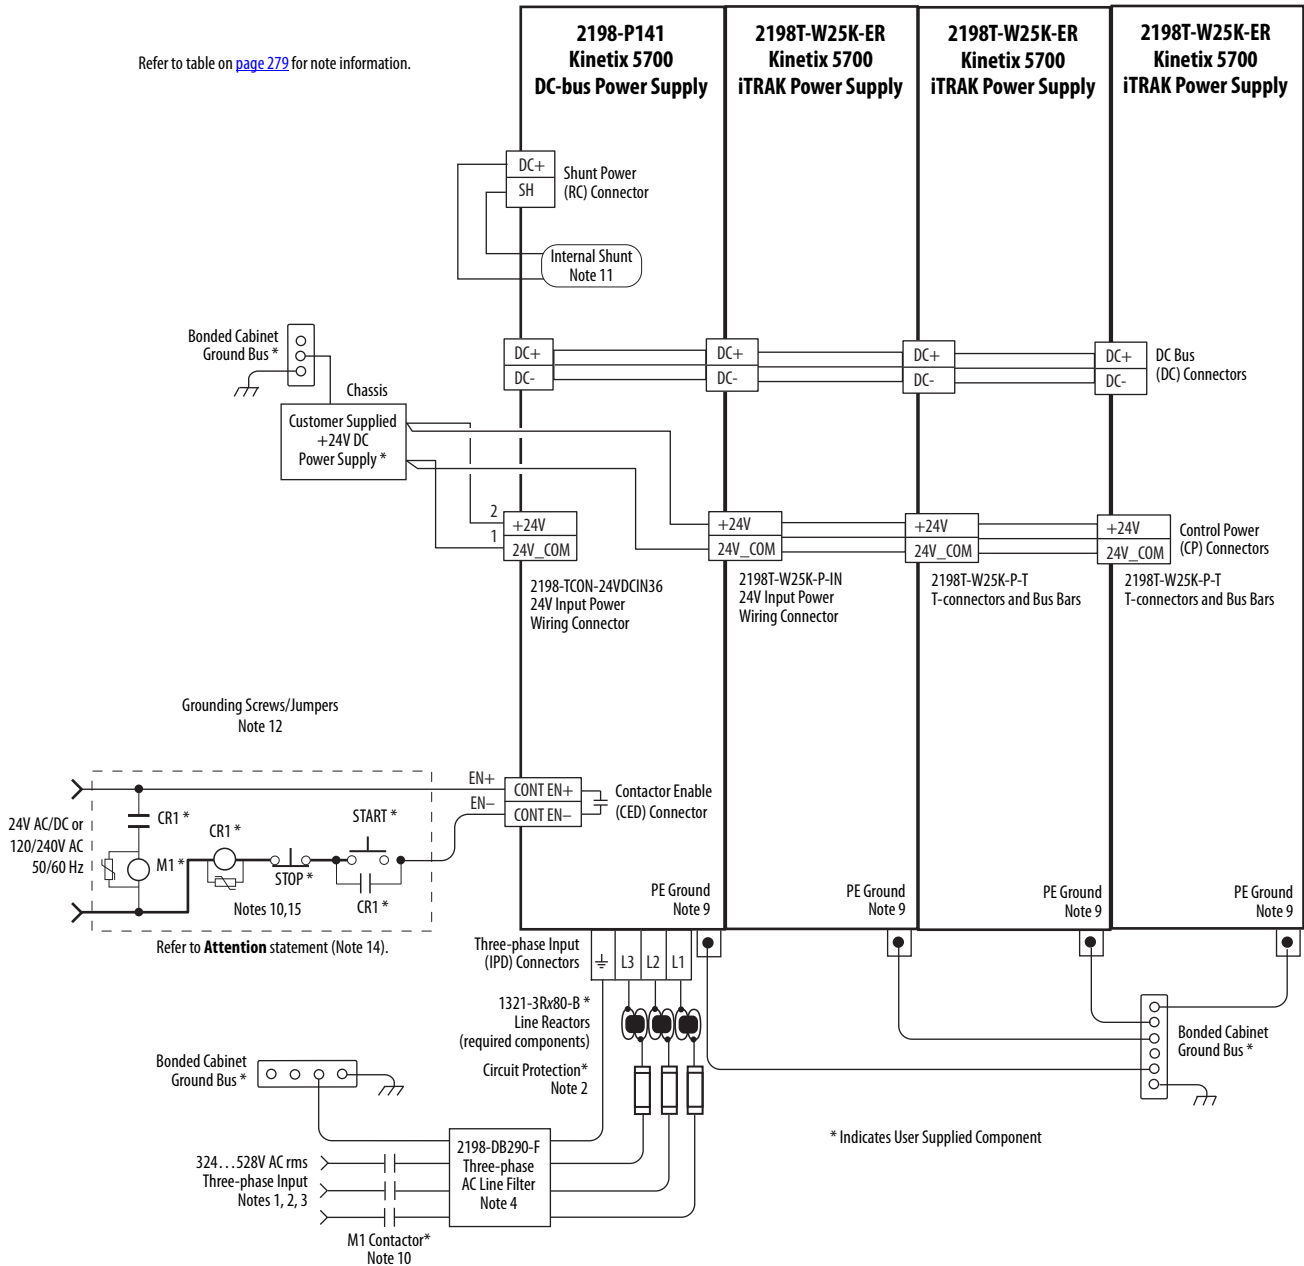 2198-P141
Kinetix 5700
DC-bus Power Supply
2198T-W25K-ER
Kinetix 5700
iTRAK Power Supply
2198T-W25K-ER
Kinetix 5700
iTRAK Power Supply
2198T-W25K-ER
Kinetix 5700
iTRAK Power Supply
Refer to table on page 279 for note information.
DC+
SH
Shunt Power
(RC) Connector
Internal Shunt
Note 11
Bonded Cabinet
Ground Bus *
Chassis
Customer Supplied
+24V DC
Power Supply *
DC+
DC-
DC+
DC-
DC+
DC-
DC+
DC-
DC Bus
(DC) Connectors
2
1
+24V
24V_COM
+24V
24V_COM
+24V
24V_COM
+24V
24V_COM
Control Power
(CP) Connectors
2198-TCON-24VDCIN36
24V Input Power
Wiring Connector
2198T-W25K-P-IN
24V Input Power
Wiring Connector
2198T-W25K-P-T
T-connectors and Bus Bars
2198T-W25K-P-T
T-connectors and Bus Bars
Grounding Screws/Jumpers
Note 12
EN+
EN–
CONT EN+
CONT EN–
Contactor Enable
(CED) Connector
24V AC/DC or
120/240V AC
50/60 Hz
CR1 *
M1 *
CR1 *
STOP *
START *
CR1 *
Notes 10,15
Refer to Attention statement (Note 14).
PE Ground
Note 9
PE Ground
Note 9
PE Ground
Note 9
PE Ground
Note 9
Three-phase Input
(IPD) Connectors
L3
L2
L1
1321-3Rx80-B *
Line Reactors
(required components)
Circuit Protection*
Note 2
Bonded Cabinet
Ground Bus *
Bonded Cabinet
Ground Bus *
324…528V AC rms
Three-phase Input
Notes 1, 2, 3
2198-DB290-F
Three-phase
AC Line Filter
Note 4
M1 Contactor*
Note 10
* Indicates User Supplied Component